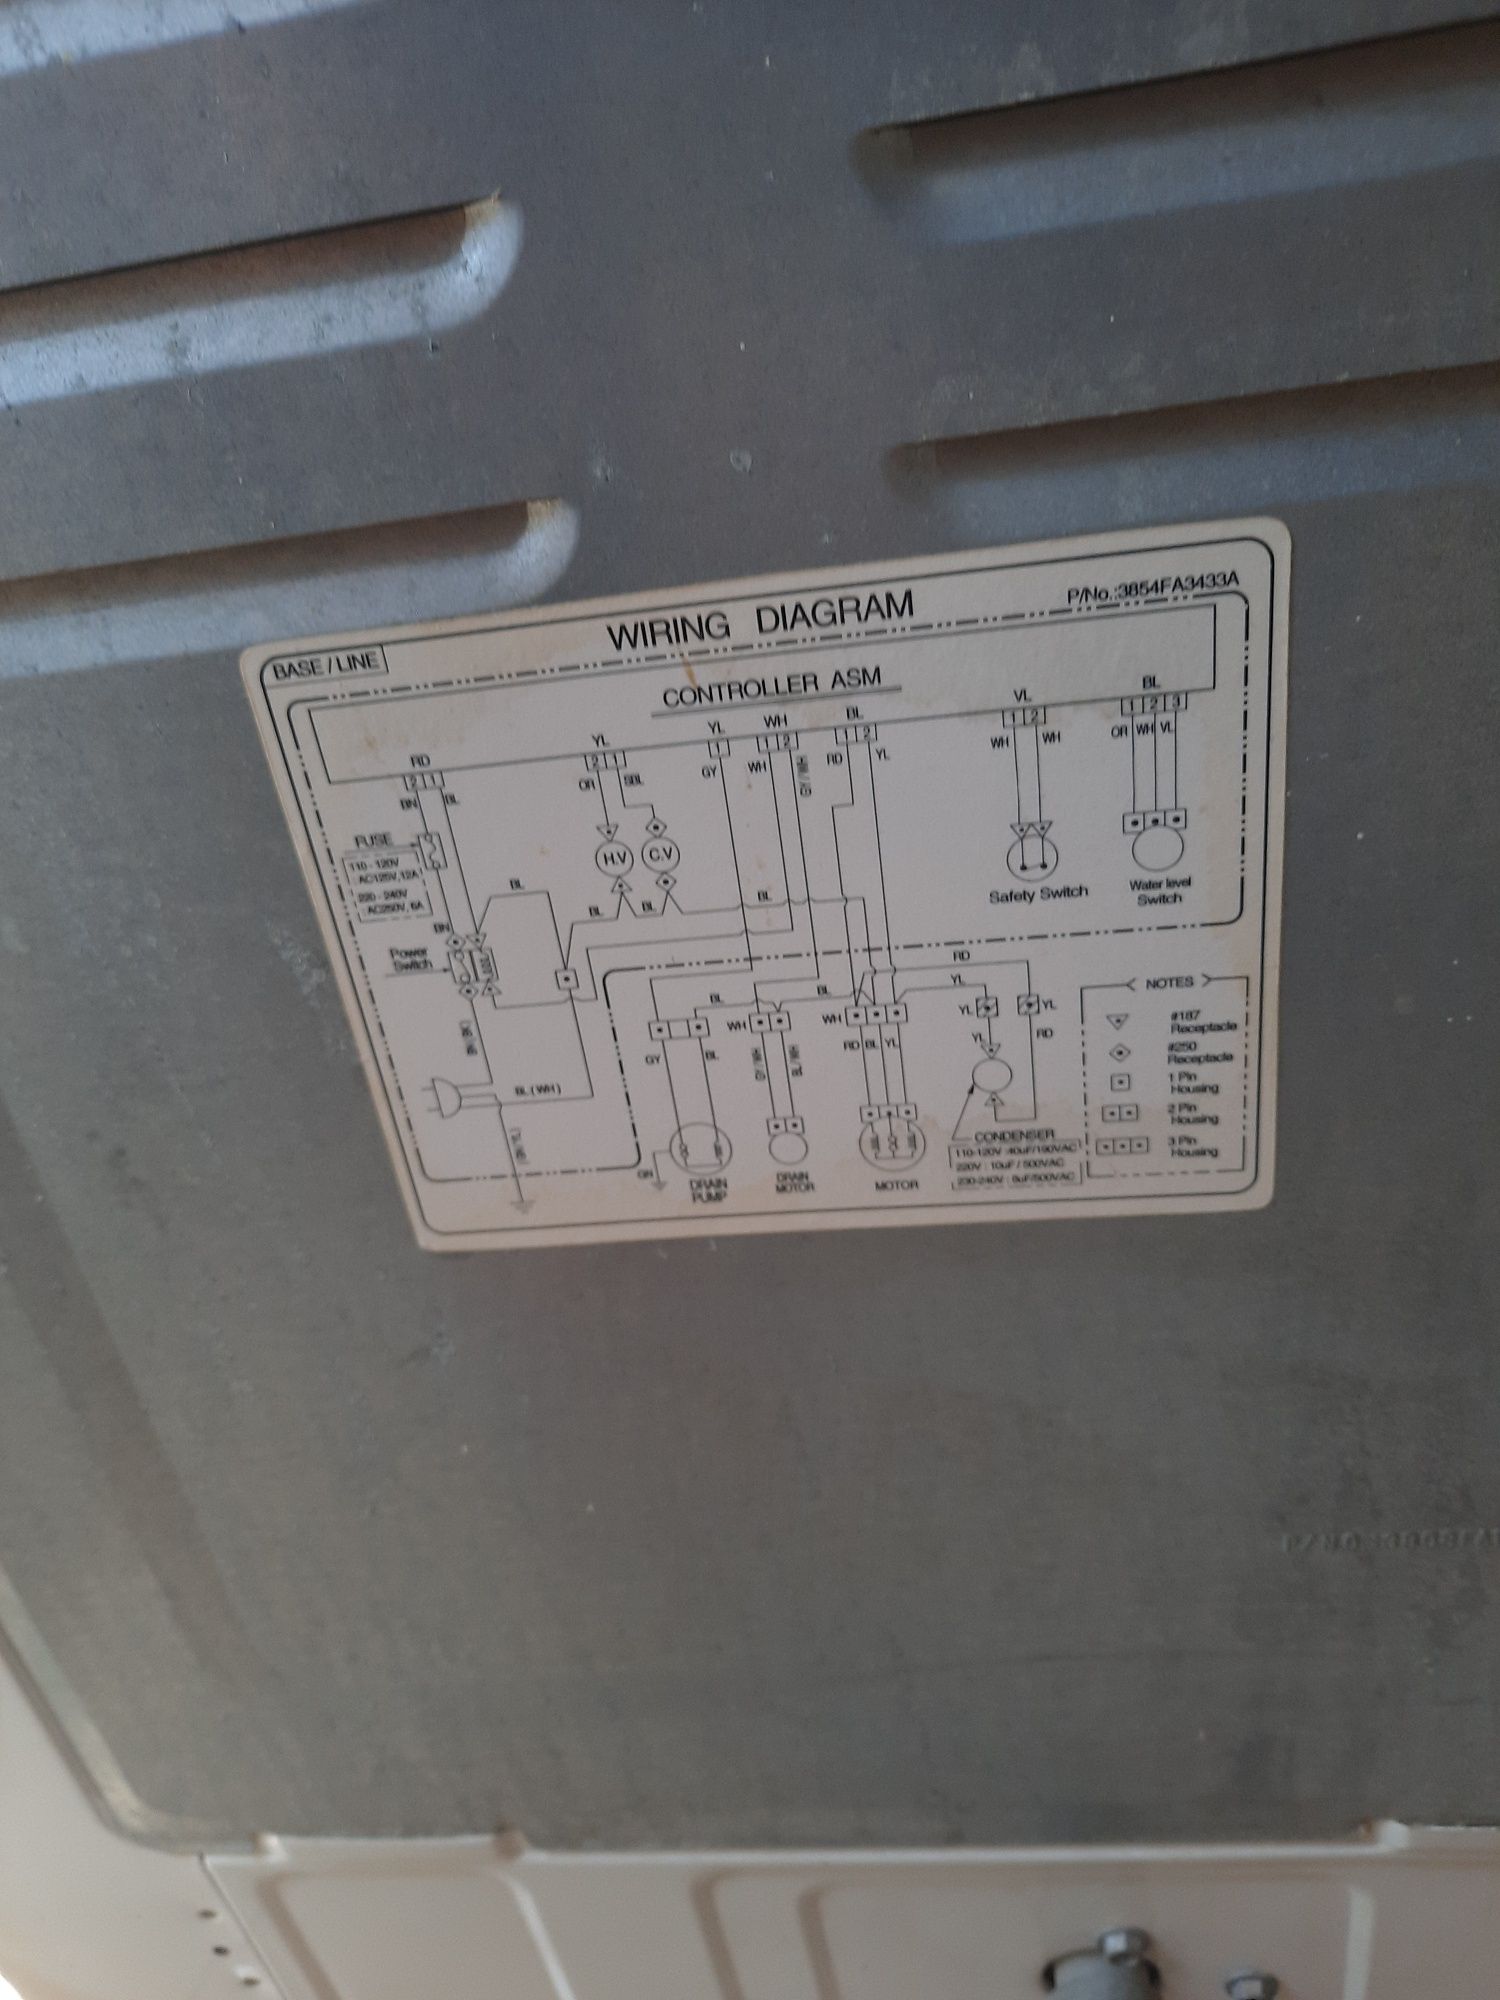 WIRING DIAGRAM
P/No.:3854FA3433A
BASE / LINE
CONTROLLER ASM
RD
YL
YL
WH
BL
VL
BL
2 1
2 1
1
1 2
1 2
1 2
1 2 3
BN BL
OR SBL
GY
WH GY/WH
RD YL
WH WH
OR WH VL
FUSE
110 - 120V
AC125V, 12A
220 - 240V
AC250V, 6A
H.V
C.V
Safety Switch
Water level
Switch
BL
BL
BL
BL
BN
Power
Switch
RD
YL
BL
BL
WH
WH
YL
YL
GY
BL
GY/WH
RD BL YL
YL
RD
BL (WH)
GN
DRAIN
PUMP
DRAIN
MOTOR
MOTOR
CONDENSER
110-120V :40uF/190VAC
220V : 10uF / 500VAC
NOTES
#187
Receptacle
#250
Receptacle
1 Pin
Housing
2 Pin
Housing
3 Pin
Housing